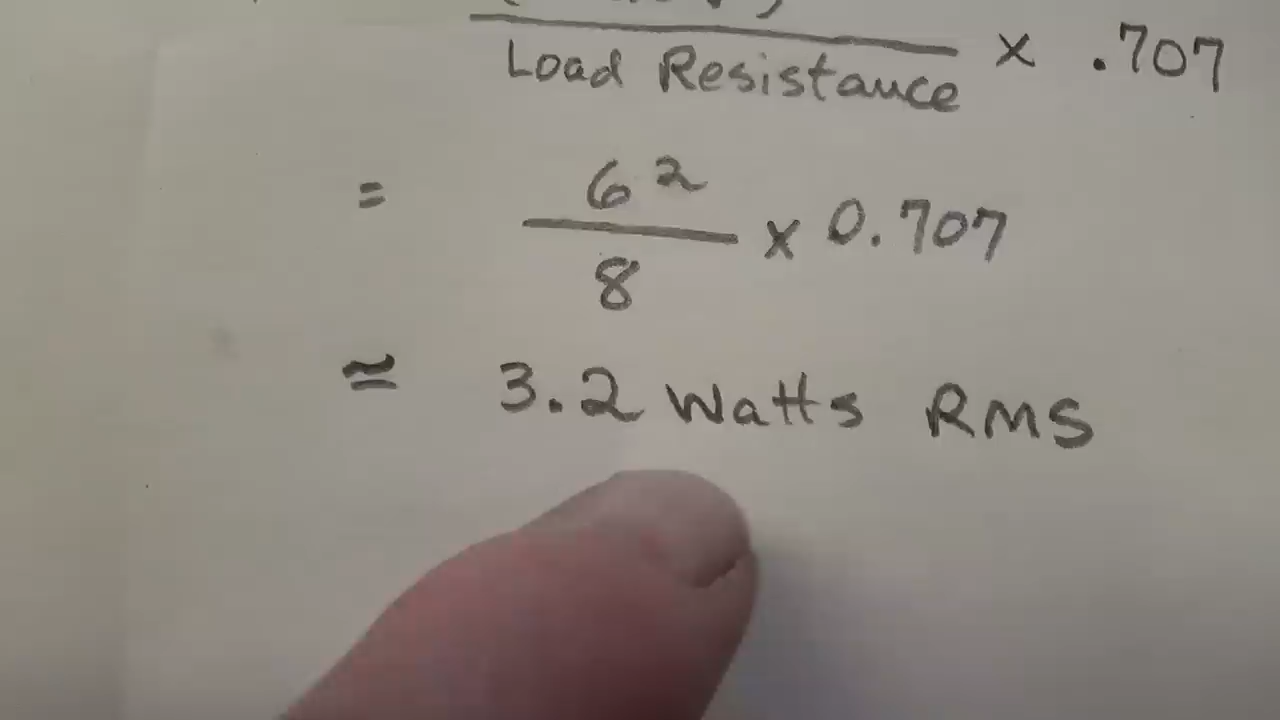 Load Resistance x .707
= 6² / 8 x 0.707
≃ 3.2 Watts RMS